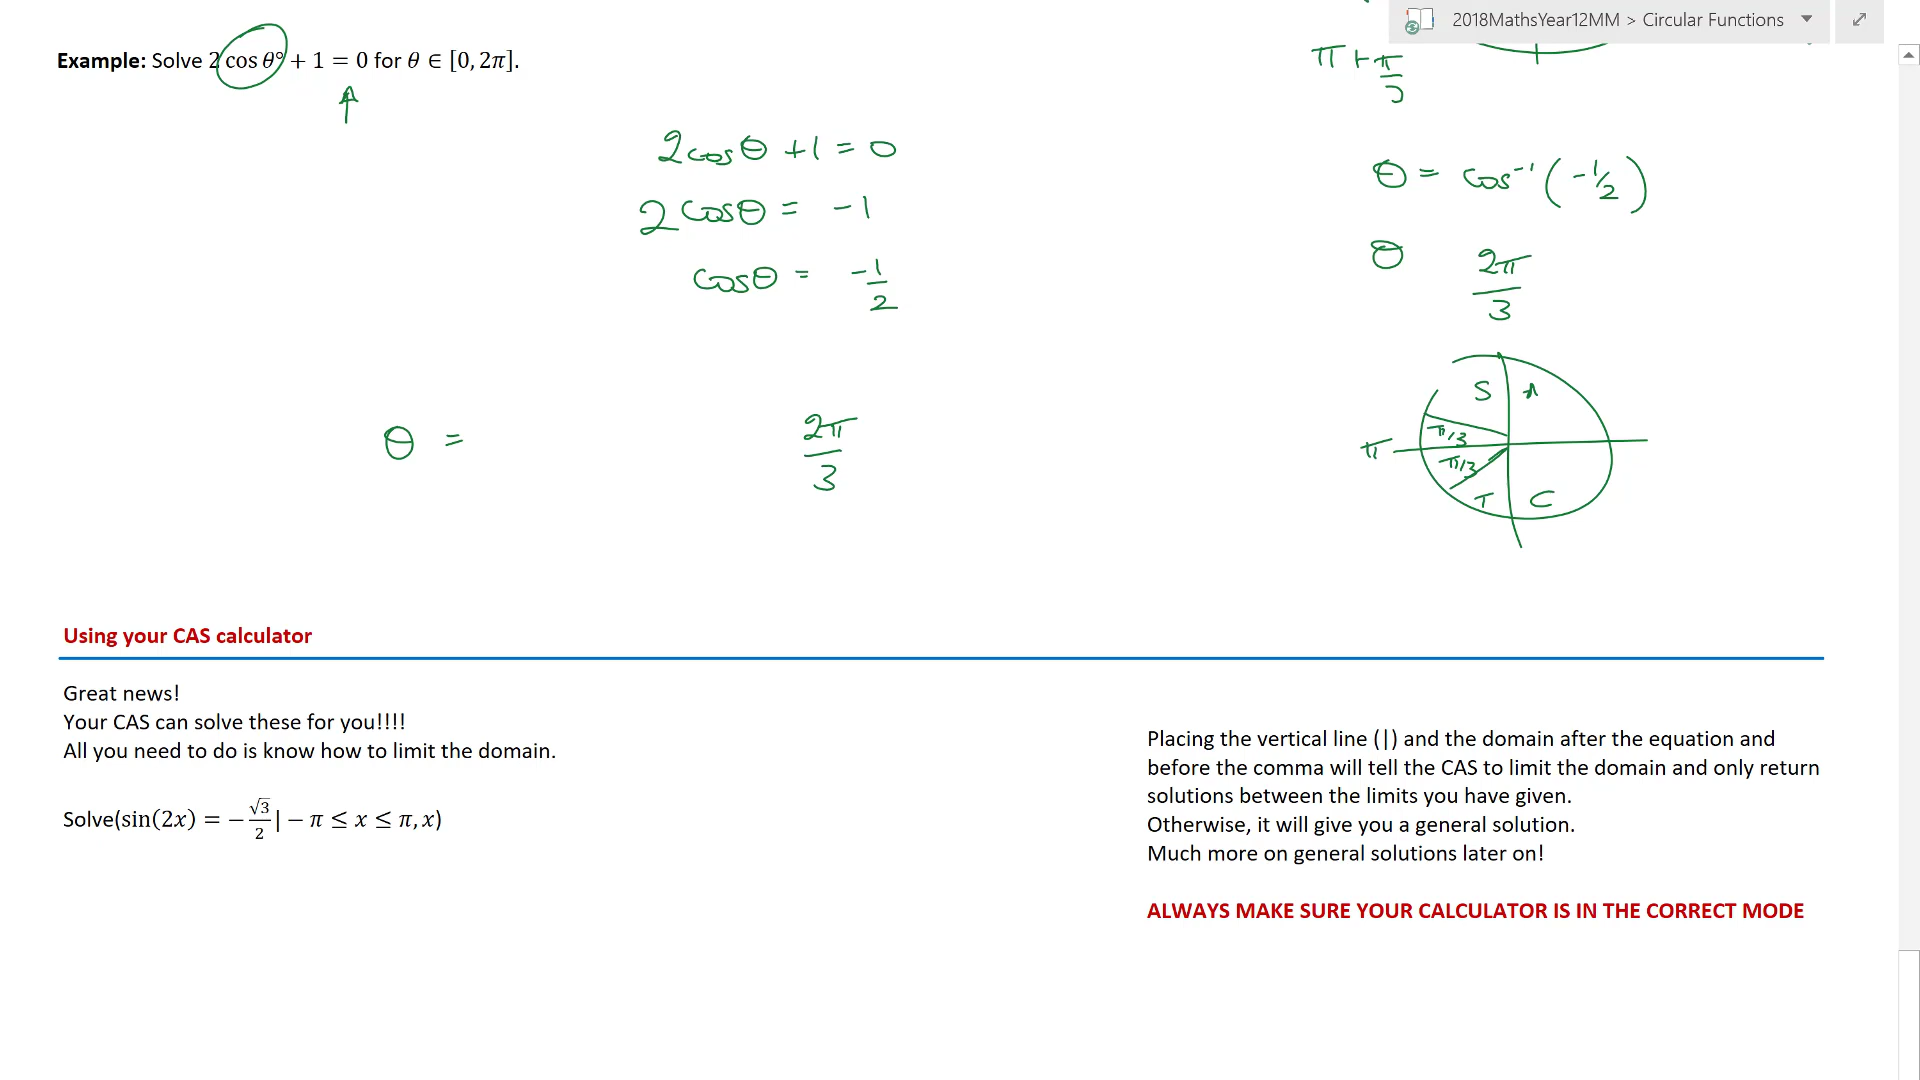 2018MathsYear12MM > Circular Functions
Example: Solve 2 cos θ° + 1 = 0 for θ ∈ [0, 2π].
π + π/3
2cosθ + 1 = 0
2 cosθ = -1
cosθ = -1/2
θ = cos⁻¹(-1/2)
θ 2π/3
S A
π π/3
π/3
T C
θ = 2π/3
Using your CAS calculator
Great news!
Your CAS can solve these for you!!!!
All you need to do is know how to limit the domain.
Solve(sin(2x) = −√3/2| − π ≤ x ≤ π, x)
Placing the vertical line (|) and the domain after the equation and
before the comma will tell the CAS to limit the domain and only return
solutions between the limits you have given.
Otherwise, it will give you a general solution.
Much more on general solutions later on!
ALWAYS MAKE SURE YOUR CALCULATOR IS IN THE CORRECT MODE